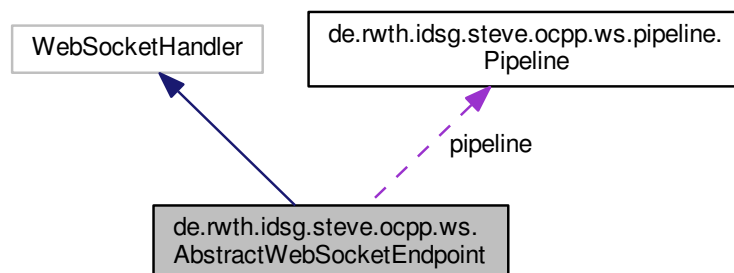 WebSocketHandler
de.rwth.idsg.steve.ocpp.ws.pipeline.
Pipeline
pipeline
de.rwth.idsg.steve.ocpp.ws.
AbstractWebSocketEndpoint